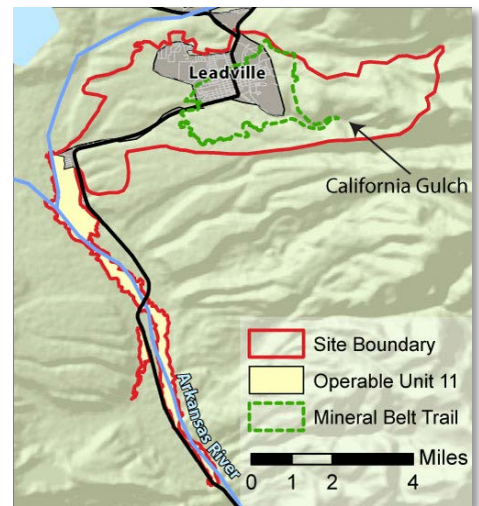 Leadville
California Gulch
Site Boundary
Operable Unit 11
Mineral Belt Trail
Arkansas River
Miles
0 1 2 4